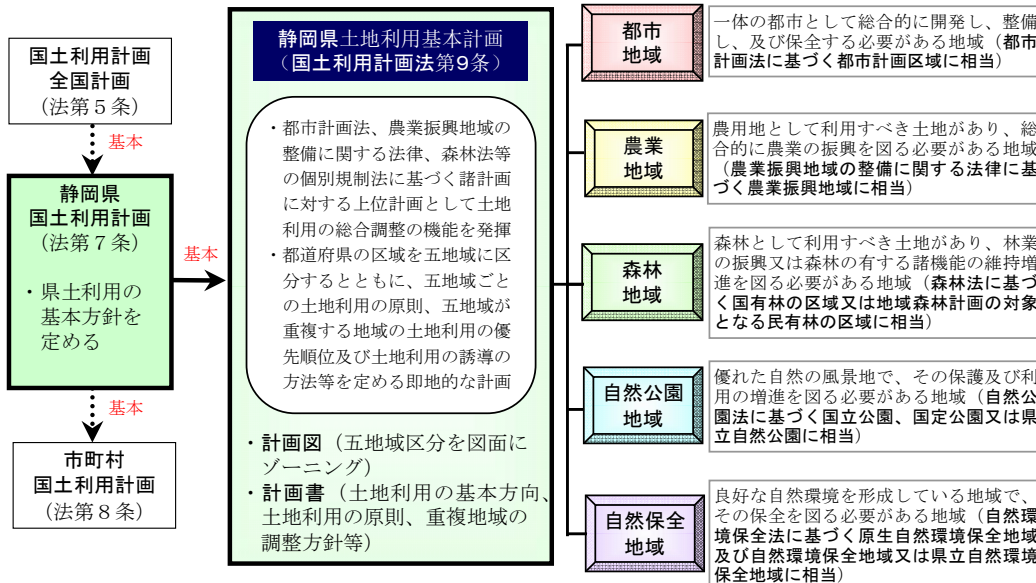 国土利用計画
全国計画
（法第５条）
基本
静岡県
国土利用計画
（法第７条）
・県土利用の
基本方針を
定める
基本
市町村
国土利用計画
（法第８条）
基本
静岡県土地利用基本計画
（国土利用計画法第9条）
・都市計画法、農業振興地域の
整備に関する法律、森林法等
の個別規制法に基づく諸計画
に対する上位計画として土地
利用の総合調整の機能を発揮
・都道府県の区域を五地域に区
分するとともに、五地域ごと
の土地利用の原則、五地域が
重複する地域の土地利用の優
先順位及び土地利用の誘導の
方法等を定める即地的な計画
・計画図（五地域区分を図面に
ゾーニング）
・計画書（土地利用の基本方向、
土地利用の原則、重複地域の
調整方針等）
都市
地域
一体の都市として総合的に開発し、整備
し、及び保全する必要がある地域（都市
計画法に基づく都市計画区域に相当）
農業
地域
農用地として利用すべき土地があり、総
合的に農業の振興を図る必要がある地域
（農業振興地域の整備に関する法律に基
づく農業振興地域に相当）
森林
地域
森林として利用すべき土地があり、林業
の振興又は森林の有する諸機能の維持増
進を図る必要がある地域（森林法に基づ
く国有林の区域又は地域森林計画の対象
となる民有林の区域に相当）
自然公園
地域
優れた自然の風景地で、その保護及び利
用の増進を図る必要がある地域（自然公
園法に基づく国立公園、国定公園又は県
立自然公園に相当）
自然保全
地域
良好な自然環境を形成している地域で、
その保全を図る必要がある地域（自然環
境保全法に基づく原生自然環境保全地域
及び自然環境保全地域又は県立自然環境
保全地域に相当）